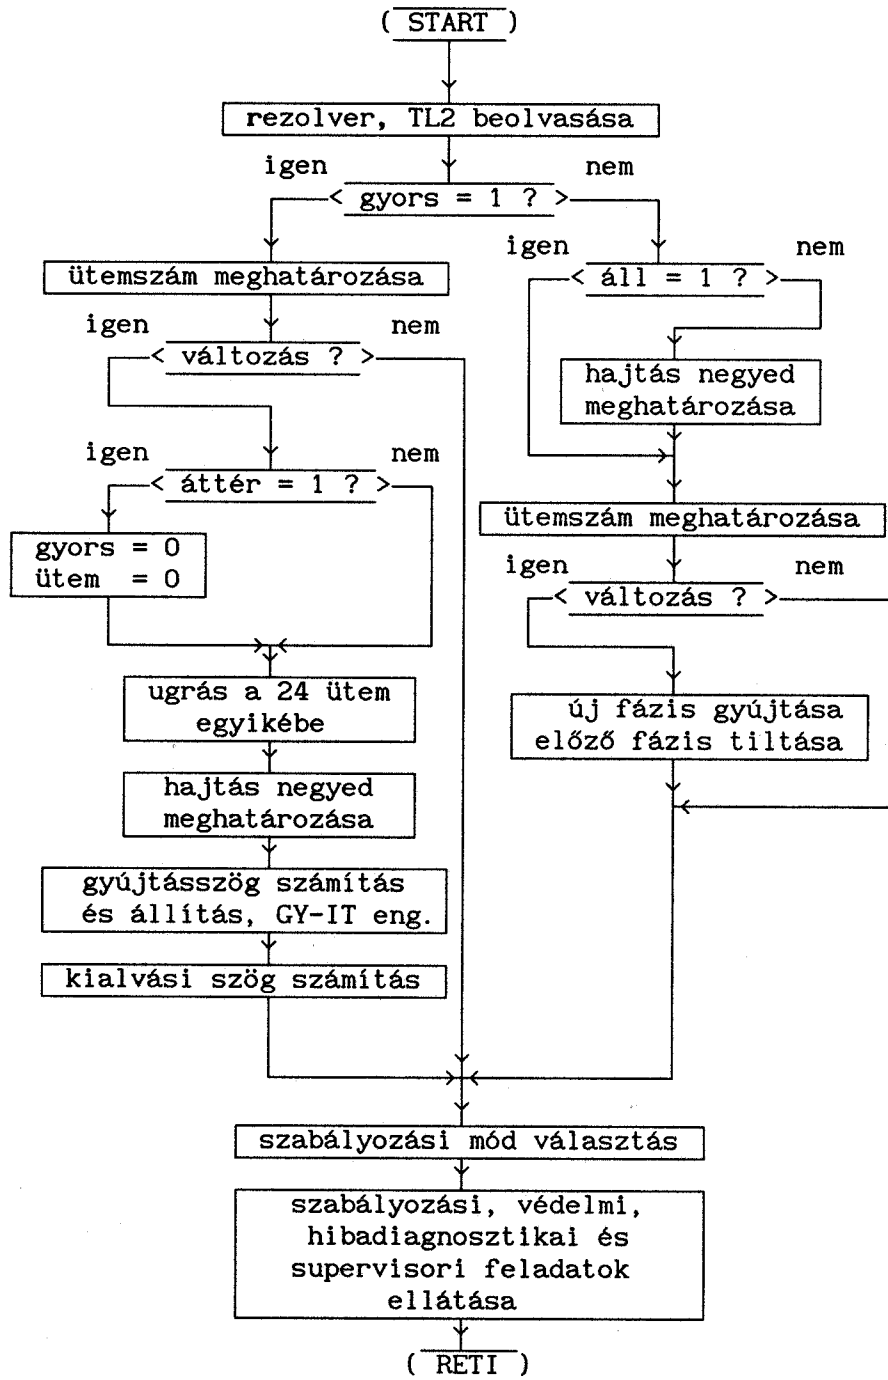 ( START )
rezolver, TL2 beolvasása
igen nem
< gyors = 1 ? >
igen nem
< áll = 1 ? >
ütemszám meghatározása
igen nem
< változás ? >
hajtás negyed
meghatározása
igen nem
< áttér = 1 ? >
gyors = 0
ütem = 0
ütemszám meghatározása
igen nem
< változás ? >
ugrás a 24 ütem
egyikébe
új fázis gyújtása
előző fázis tiltása
hajtás negyed
meghatározása
gyújtásszög számítás
és állítás, GY-IT eng.
kialvási szög számítás
szabályozási mód választás
szabályozási, védelmi,
hibadiagnosztikai és
supervisori feladatok
ellátása
( RETI )